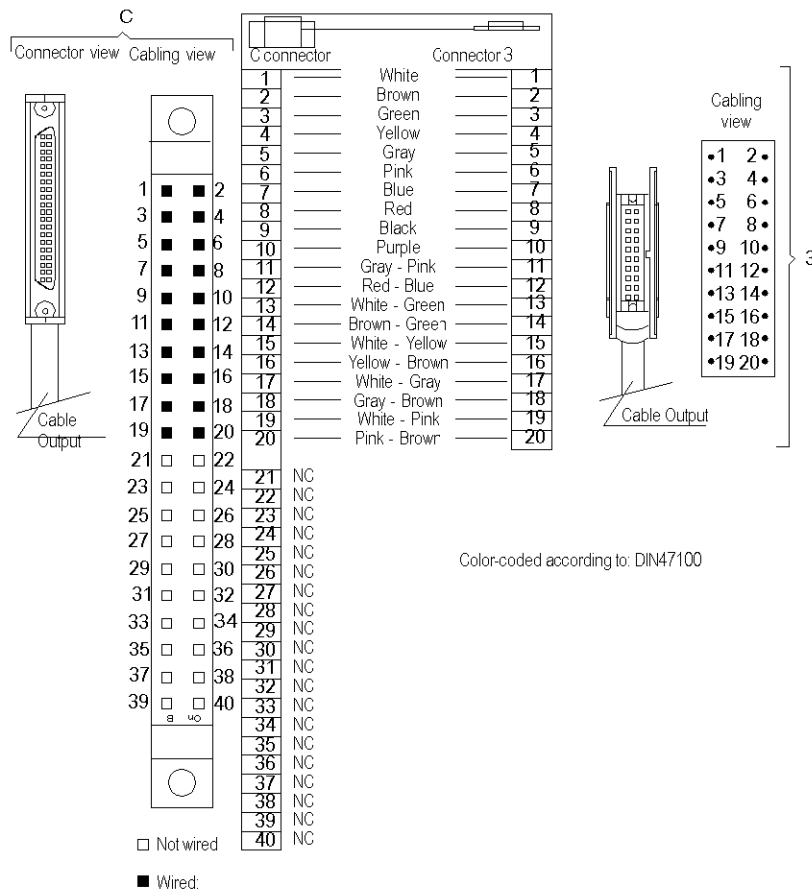 C
Connector view Cabling view
C connector Connector 3
1 White 1
2 Brown 2
3 Green 3
4 Yellow 4
5 Gray 5
6 Pink 6
7 Blue 7
8 Red 8
9 Black 9
10 Purple 10
11 Gray - Pink 11
12 Red - Blue 12
13 White - Green 13
14 Brown - Green 14
15 White - Yellow 15
16 Yellow - Brown 16
17 White - Gray 17
18 Gray - Brown 18
19 White - Pink 19
20 Pink - Brown 20
21 NC
22 NC
23 NC
24 NC
25 NC
26 NC
27 NC
28 NC
29 NC
30 NC
31 NC
32 NC
33 NC
34 NC
35 NC
36 NC
37 NC
38 NC
39 NC
40 NC
1 2
3 4
5 6
7 8
9 10
11 12
13 14
15 16
17 18
19 20
21 22
23 24
25 26
27 28
29 30
31 32
33 34
35 36
37 38
39 40
B On
Cable
Output
Not wired
Wired:
Cabling
view
1 2
3 4
5 6
7 8
9 10
11 12
13 14
15 16
17 18
19 20
3
Cable Output
Color-coded according to: DIN47100